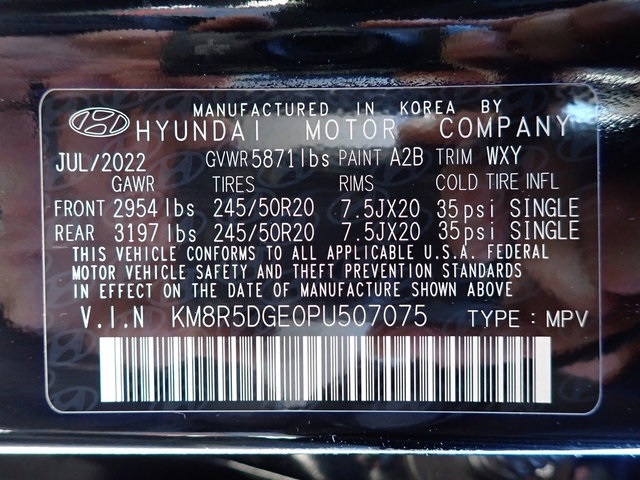 MANUFACTURED IN KOREA BY
HYUNDAI MOTOR COMPANY
JUL/2022 GVWR 5871lbs PAINT A2B TRIM WXY
GAWR TIRES RIMS COLD TIRE INFL
FRONT 2954 lbs 245/50R20 7.5JX20 35psi SINGLE
REAR 3197 lbs 245/50R20 7.5JX20 35psi SINGLE
THIS VEHICLE CONFORMS TO ALL APPLICABLE U.S.A. FEDERAL
MOTOR VEHICLE SAFETY AND THEFT PREVENTION STANDARDS
IN EFFECT ON THE DATE OF MANUFACTURE SHOWN ABOVE
V.I.N KM8R5DGE0PU507075 TYPE : MPV